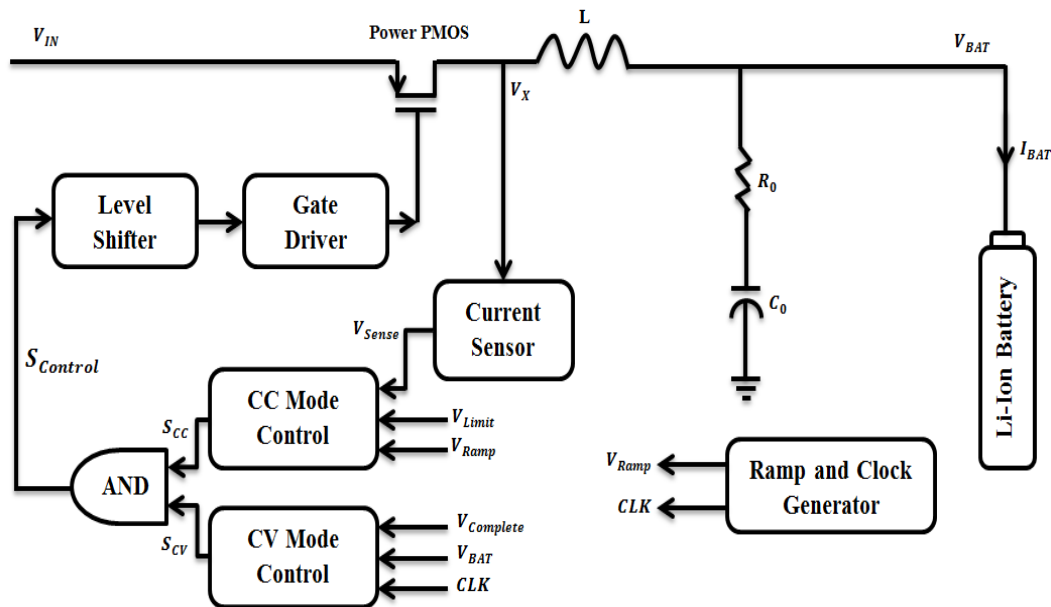 Power PMOS
L
V_IN
V_BAT
V_X
I_BAT
R_0
Level
Shifter
Gate
Driver
C_0
Current
Sensor
V_Sense
S_Control
CC Mode
Control
V_Limit
V_Ramp
S_CC
AND
S_CV
CV Mode
Control
V_Complete
V_BAT
CLK
V_Ramp
CLK
Ramp and Clock
Generator
Li-Ion Battery